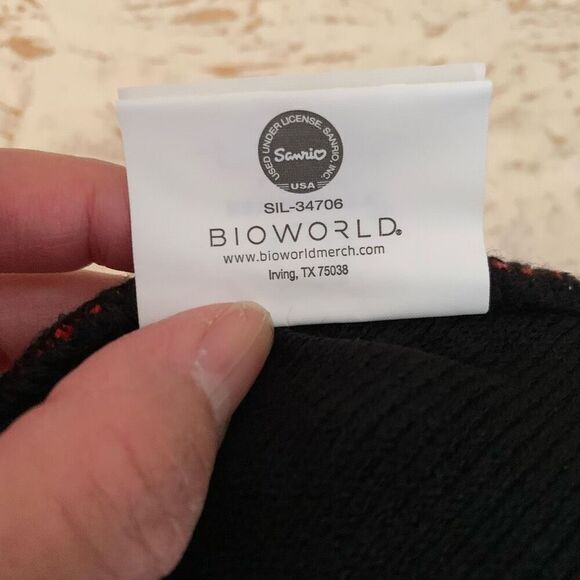 USED UNDER LICENSE, SANRIO, INC.
Sanrio
USA
SIL-34706
BIOWORLD®
www.bioworldmerch.com
Irving, TX 75038